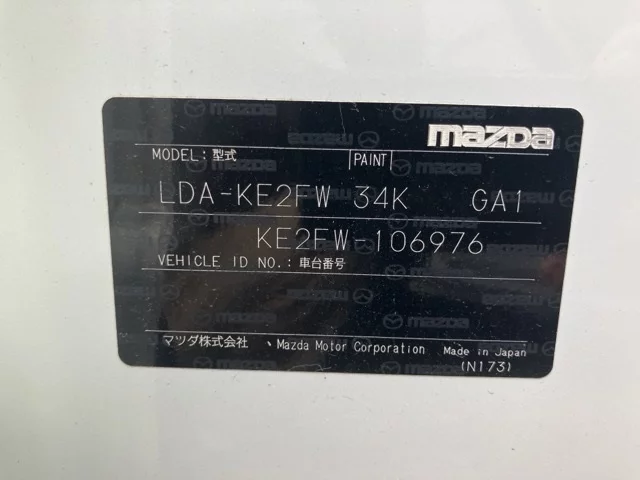 mazda
MODEL:型式 PAINT
LDA-KE2FW 34K GA1
KE2FW-106976
VEHICLE ID NO.:車台番号
マツダ株式会社 、Mazda Motor Corporation Made in Japan
(N173)